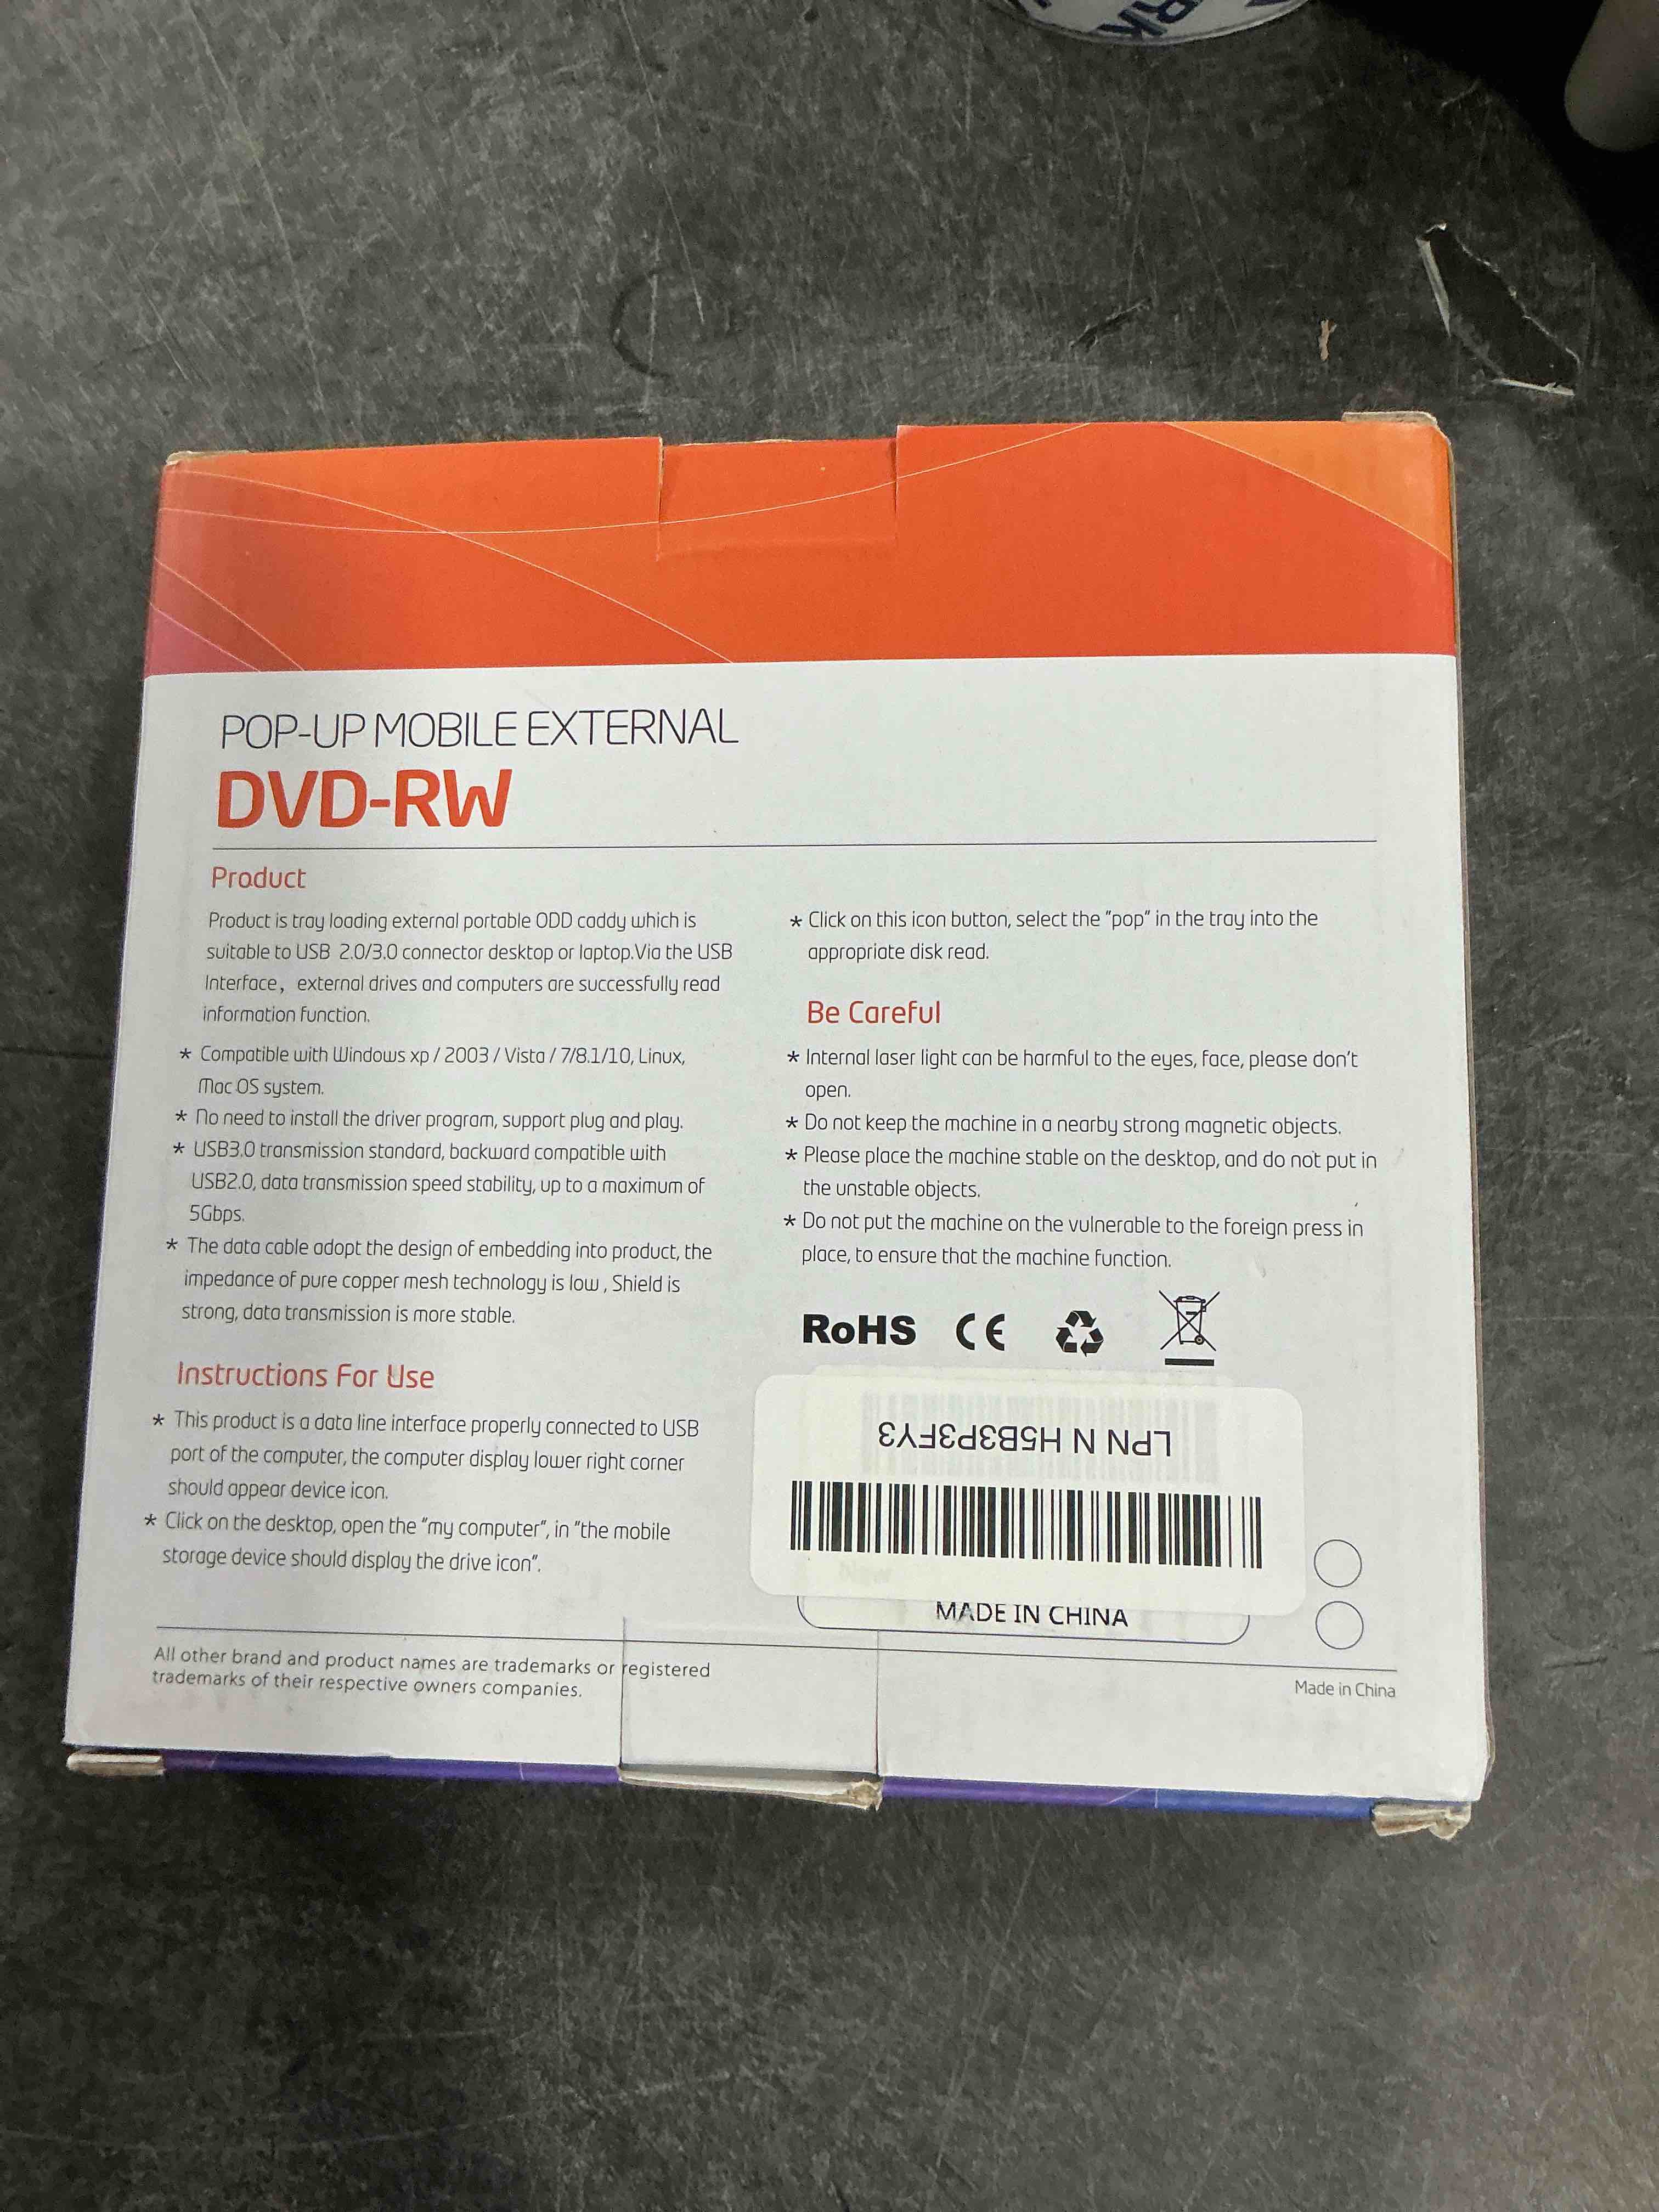 RK
POP-UP MOBILE EXTERNAL
DVD-RW
Product
Product is tray loading external portable ODD caddy which is
suitable to USB 2.0/3.0 connector desktop or laptop.Via the USB
Interface, external drives and computers are successfully read
information function.
* Compatible with Windows xp / 2003 / Vista / 7/8.1/10, Linux,
Mac OS system.
* No need to install the driver program, support plug and play.
* USB3.0 transmission standard, backward compatible with
USB2.0, data transmission speed stability, up to a maximum of
5Gbps.
* The data cable adopt the design of embedding into product, the
impedance of pure copper mesh technology is low , Shield is
strong, data transmission is more stable.
Instructions For Use
* This product is a data line interface properly connected to USB
port of the computer, the computer display lower right corner
should appear device icon.
* Click on the desktop, open the "my computer", in "the mobile
storage device should display the drive icon".
* Click on this icon button, select the "pop" in the tray into the
appropriate disk read.
Be Careful
* Internal laser light can be harmful to the eyes, face, please don't
open.
* Do not keep the machine in a nearby strong magnetic objects.
* Please place the machine stable on the desktop, and do not put in
the unstable objects.
* Do not put the machine on the vulnerable to the foreign press in
place, to ensure that the machine function.
RoHS CE
LPN N H5B3P3FY3
New
MADE IN CHINA
All other brand and product names are trademarks or registered
trademarks of their respective owners companies.
Made in China